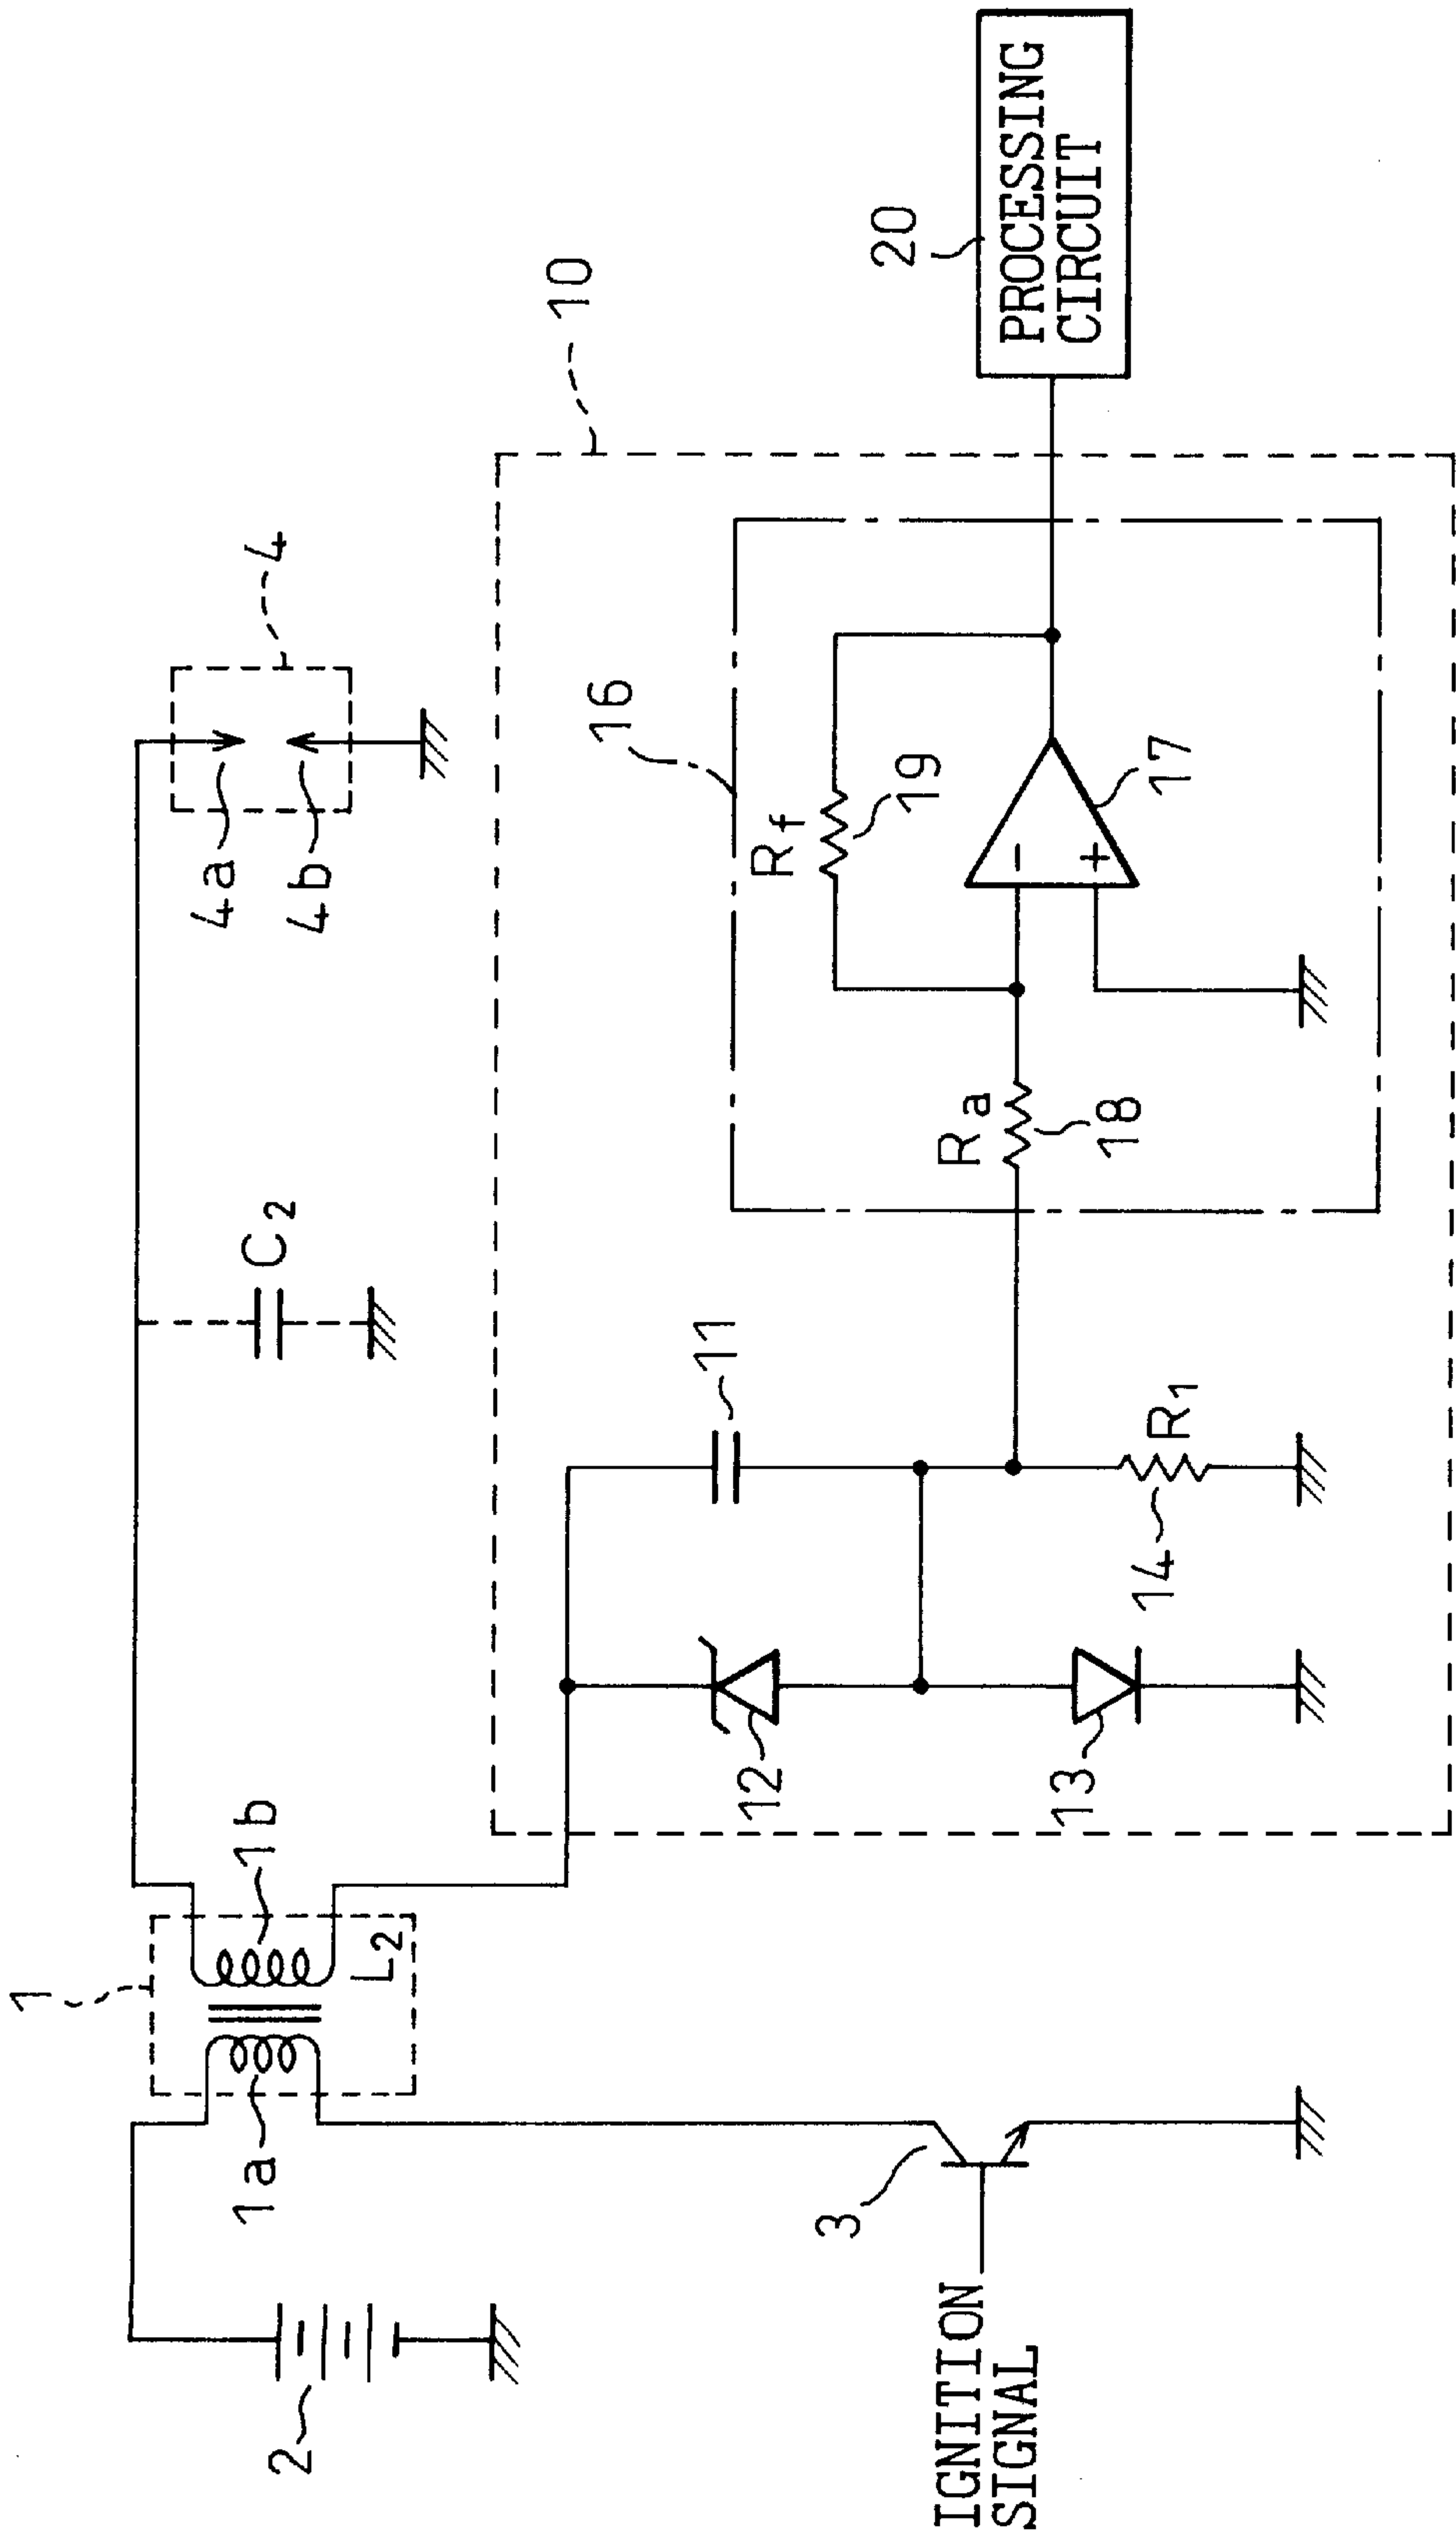 1
1a
1b
L2
2
3
IGNITION
SIGNAL
C2
4
4a
4b
10
11
12
13
14
R1
16
Ra
18
Rf
19
17
20
PROCESSING
CIRCUIT